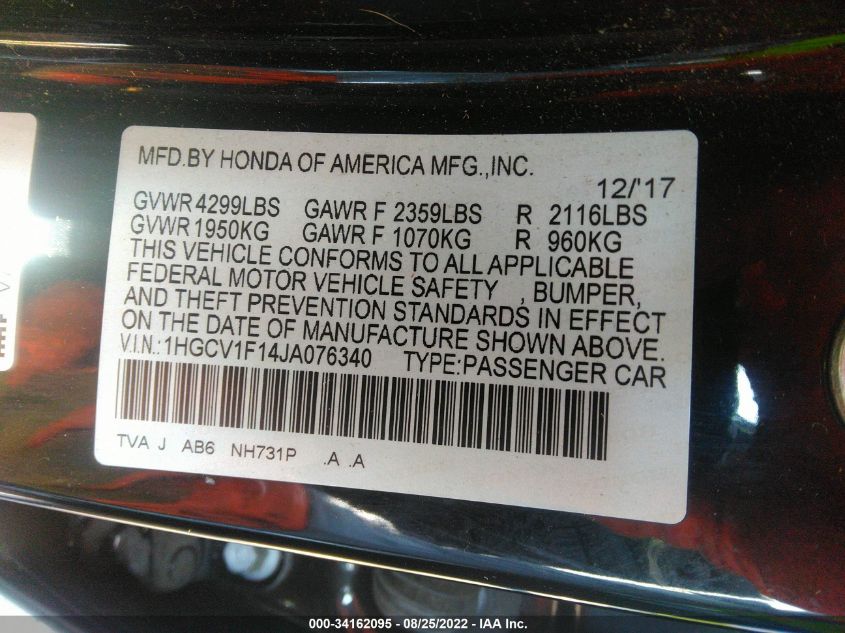 MFD.BY HONDA OF AMERICA MFG.,INC.
12/'17
GVWR 4299LBS GAWR F 2359LBS R 2116LBS
GVWR 1950KG GAWR F 1070KG R 960KG
THIS VEHICLE CONFORMS TO ALL APPLICABLE
FEDERAL MOTOR VEHICLE SAFETY , BUMPER,
AND THEFT PREVENTION STANDARDS IN EFFECT
ON THE DATE OF MANUFACTURE SHOWN ABOVE.
V.I.N.:1HGCV1F14JA076340 TYPE:PASSENGER CAR
TVA J AB6 NH731P .A .A
000-34162095 - 08/25/2022 - IAA Inc.